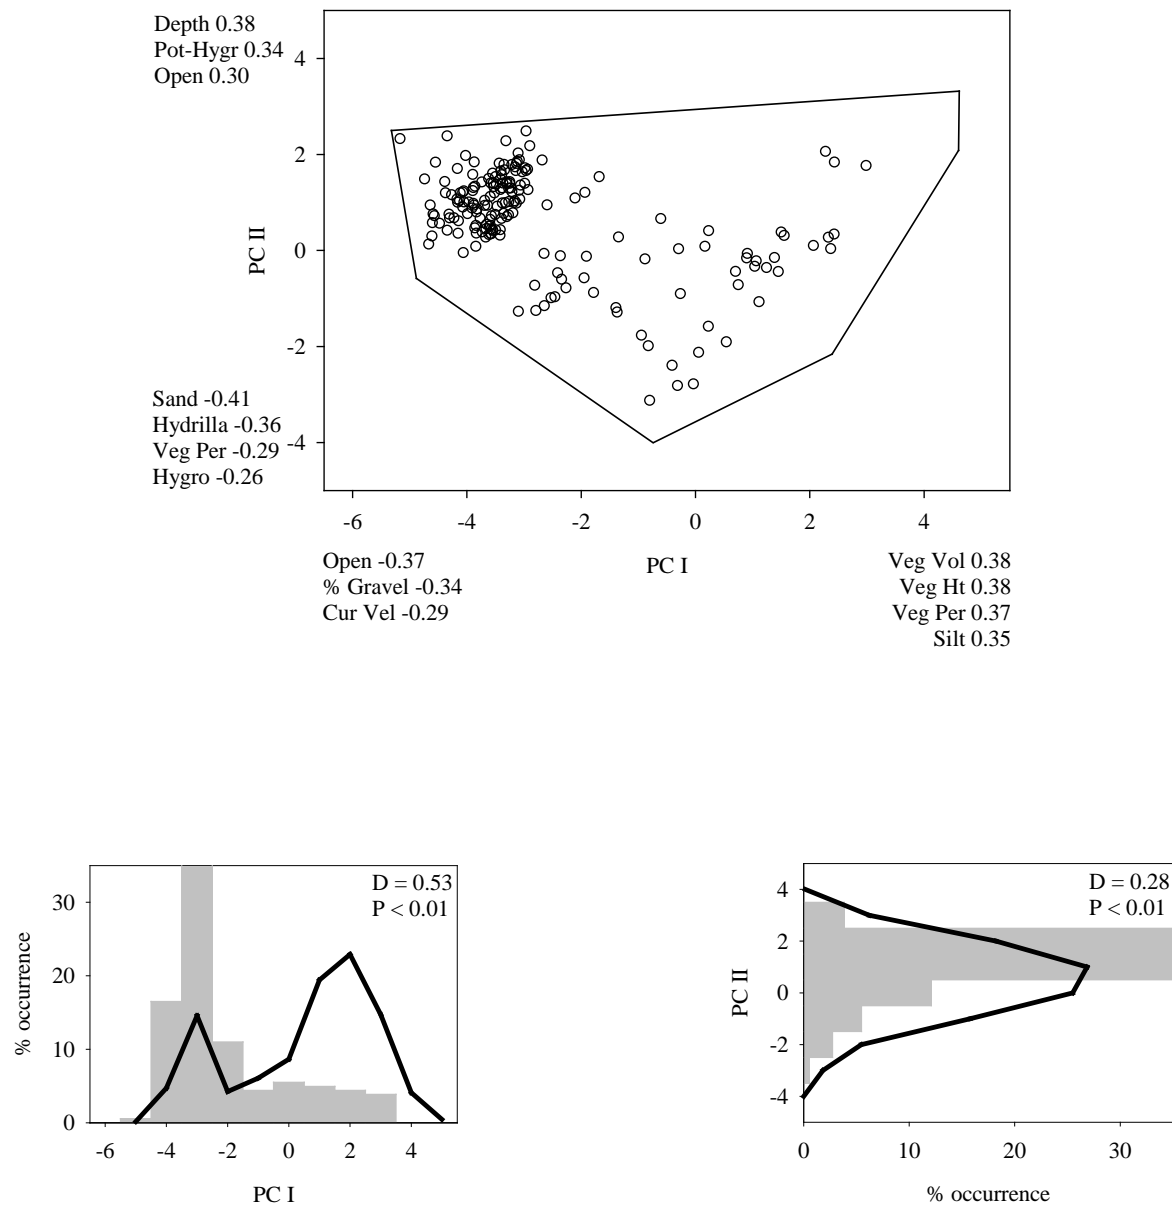 Depth 0.38
Pot-Hygr 0.34
Open 0.30
4
2
0
-2
-4
PC II
Sand -0.41
Hydrilla -0.36
Veg Per -0.29
Hygro -0.26
-6 -4 -2 0 2 4
PC I
Open -0.37
% Gravel -0.34
Cur Vel -0.29
Veg Vol 0.38
Veg Ht 0.38
Veg Per 0.37
Silt 0.35
D = 0.53
P < 0.01
30
20
10
0
% occurrence
-6 -4 -2 0 2 4
PC I
D = 0.28
P < 0.01
4
2
0
-2
-4
PC II
0 10 20 30
% occurrence